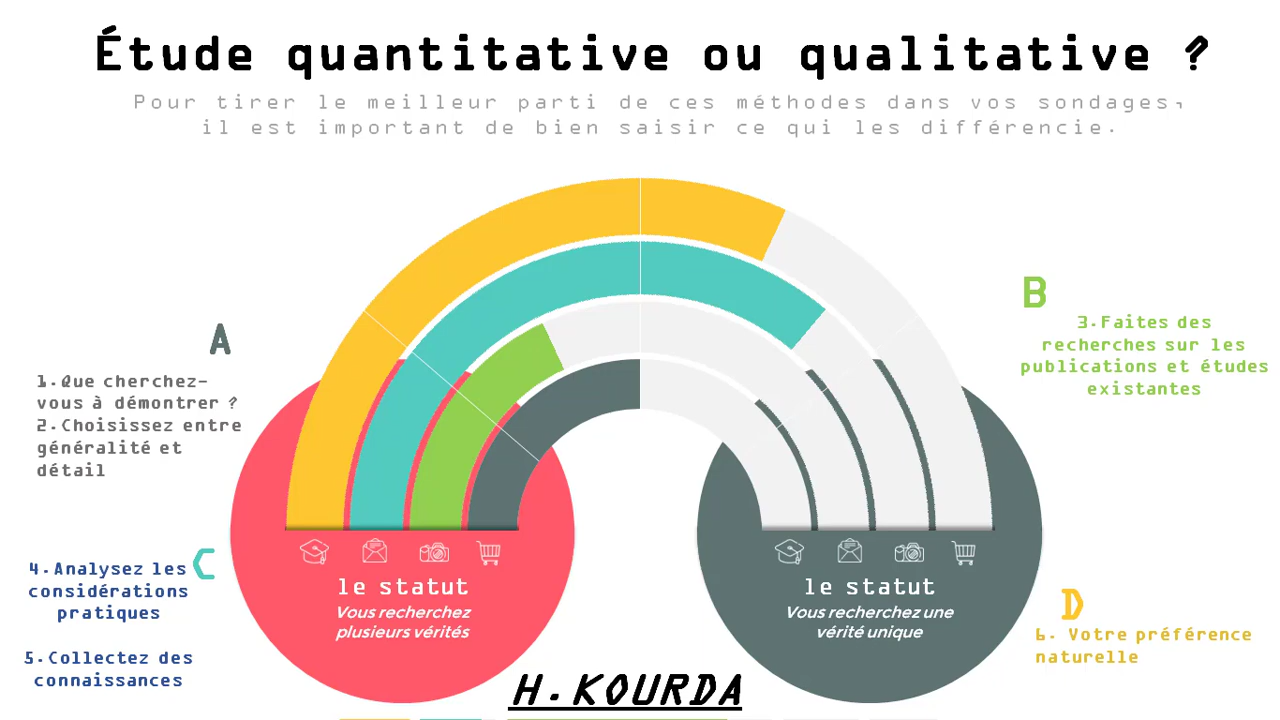 Étude quantitative ou qualitative ?
Pour tirer le meilleur parti de ces méthodes dans vos sondages,
il est important de bien saisir ce qui les différencie.
A
1.Que cherchez-
vous à démontrer ?
2.Choisissez entre
généralité et
détail
B
3.Faites des
recherches sur les
publications et études
existantes
C
4.Analysez les
considérations
pratiques
5.Collectez des
connaissances
le statut
Vous recherchez
plusieurs vérités
le statut
Vous recherchez une
vérité unique
D
6. Votre préférence
naturelle
H.KOURDA